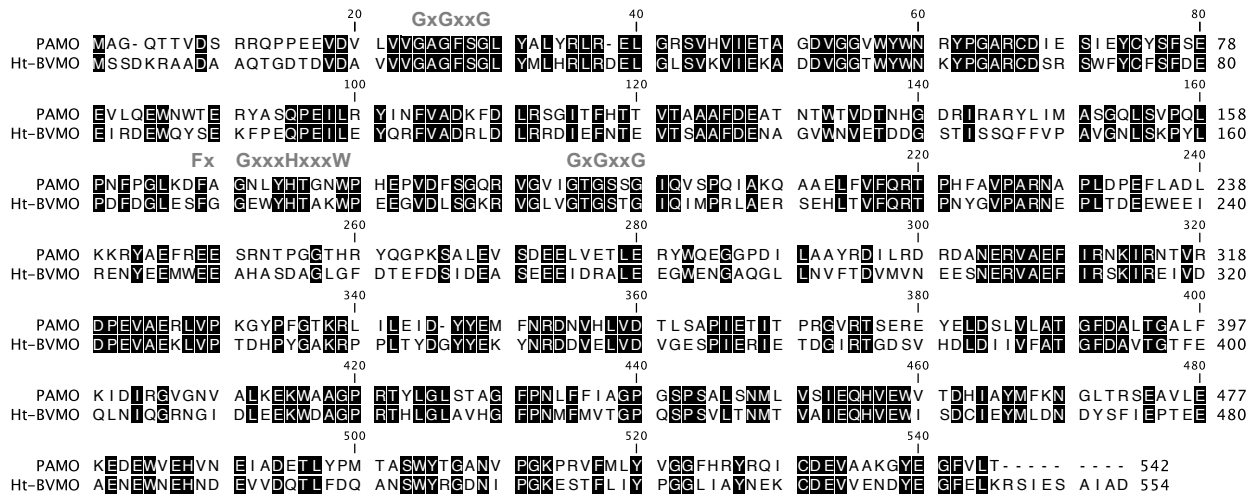 20 GxGxxG 40 60 80
PAMO MAG-QTTVDS RRQPPEEVDV LVVGAGFSGL YALYRLR-EL GRSVHVIETA GDVGGVWYWN RYPGARCDIE SIEYCYSFSE 78
Ht-BVMO MSSDKRAADA AQTGDTDVDA VVVGAGFSGL YMLHRLRDEL GLSVKVIEKA DDVGGTWYWN KYPGARCDSR SWFYCFSFDE 80
100 120 140 160
PAMO EVLQEWNWTE RYASQPEILR YINFVADKFD LRSGITFHTT VTAAAFDEAT NTWTVDTNHG DRIRARYLIM ASGQLSVPQL 158
Ht-BVMO EIRDEWQYSE KFPEQPEILE YQRFVADRLD LRRDIEFNTE VTSAAFDENA GVWNVETDDG STISSQFFVP AVGNLSKPYL 160
Fx GxxxHxxxW GxGxxG 220 240
PAMO PNFPGLKDFA GNLYHTGNWP HEPVDFSGQR VGVIGTGSSG IQVSPQIAKQ AAELFVFQRT PHFAVPARNA PLDPEFLADL 238
Ht-BVMO PDFDGLESFG GEWYHTAKWP EEGVDLSGKR VGLVGTGSTG IQIMPRLAER SEHLTVFQRT PNYGVPARNE PLTDEEWEEI 240
260 280 300 320
PAMO KKRYAEFREE SRNTPGGTHR YQGPKSALEV SDEELVETLE RYWQEGGPDI LAAYRDILRD RDANERVAEF IRNKIRNTVR 318
Ht-BVMO RENYEEMWEE AHASDAGLGF DTEFDSIDEA SEEEIDRALE EGWENGAQGL LNVFTDVMVN EESNERVAEF IRSKIREIVD 320
340 360 380 400
PAMO DPEVAERLVP KGYPFGTKRL ILEID-YYEM FNRDNVHLVD TLSAPIETIT PRGVRTSERE YELDSLVLAT GFDALTGALF 397
Ht-BVMO DPEVAEKLVP TDHPYGAKRP PLTYDGYYEK YNRDDVELVD VGESPIERIE TDGIRTGDSV HDLDIIVFAT GFDAVTGTFE 400
420 440 460 480
PAMO KIDIRGVGNV ALKEKWAAGP RTYLGLSTAG FPNLFFIAGP GSPSALSNML VSIEQHVEWV TDHIAYMFKN GLTRSEAVLE 477
Ht-BVMO QLNIQGRNGI DLEEKWDAGP RTHLGLAVHG FPNMFMVTGP QSPSVLTNMT VAIEQHVEWI SDCIEYMLDN DYSFIEPTEE 480
500 520 540
PAMO KEDEWVEHVN EIADETLYPM TASWYTGANV PGKPRVFMLY VGGFHRYRQI CDEVAAKGYE GFVLT----- ---- 542
Ht-BVMO AENEWNEHND EVVDQTLFDQ ANSWYRGDNI PGKESTFLIY PGGLIAYNEK CDEVVENDYE GFELKRSIES AIAD 554